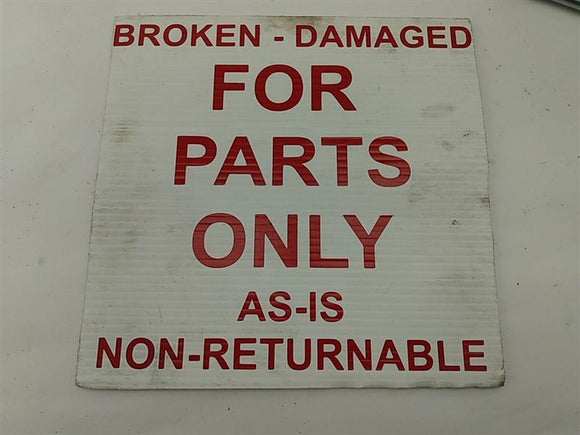 BROKEN - DAMAGED
FOR
PARTS
ONLY
AS-IS
NON-RETURNABLE